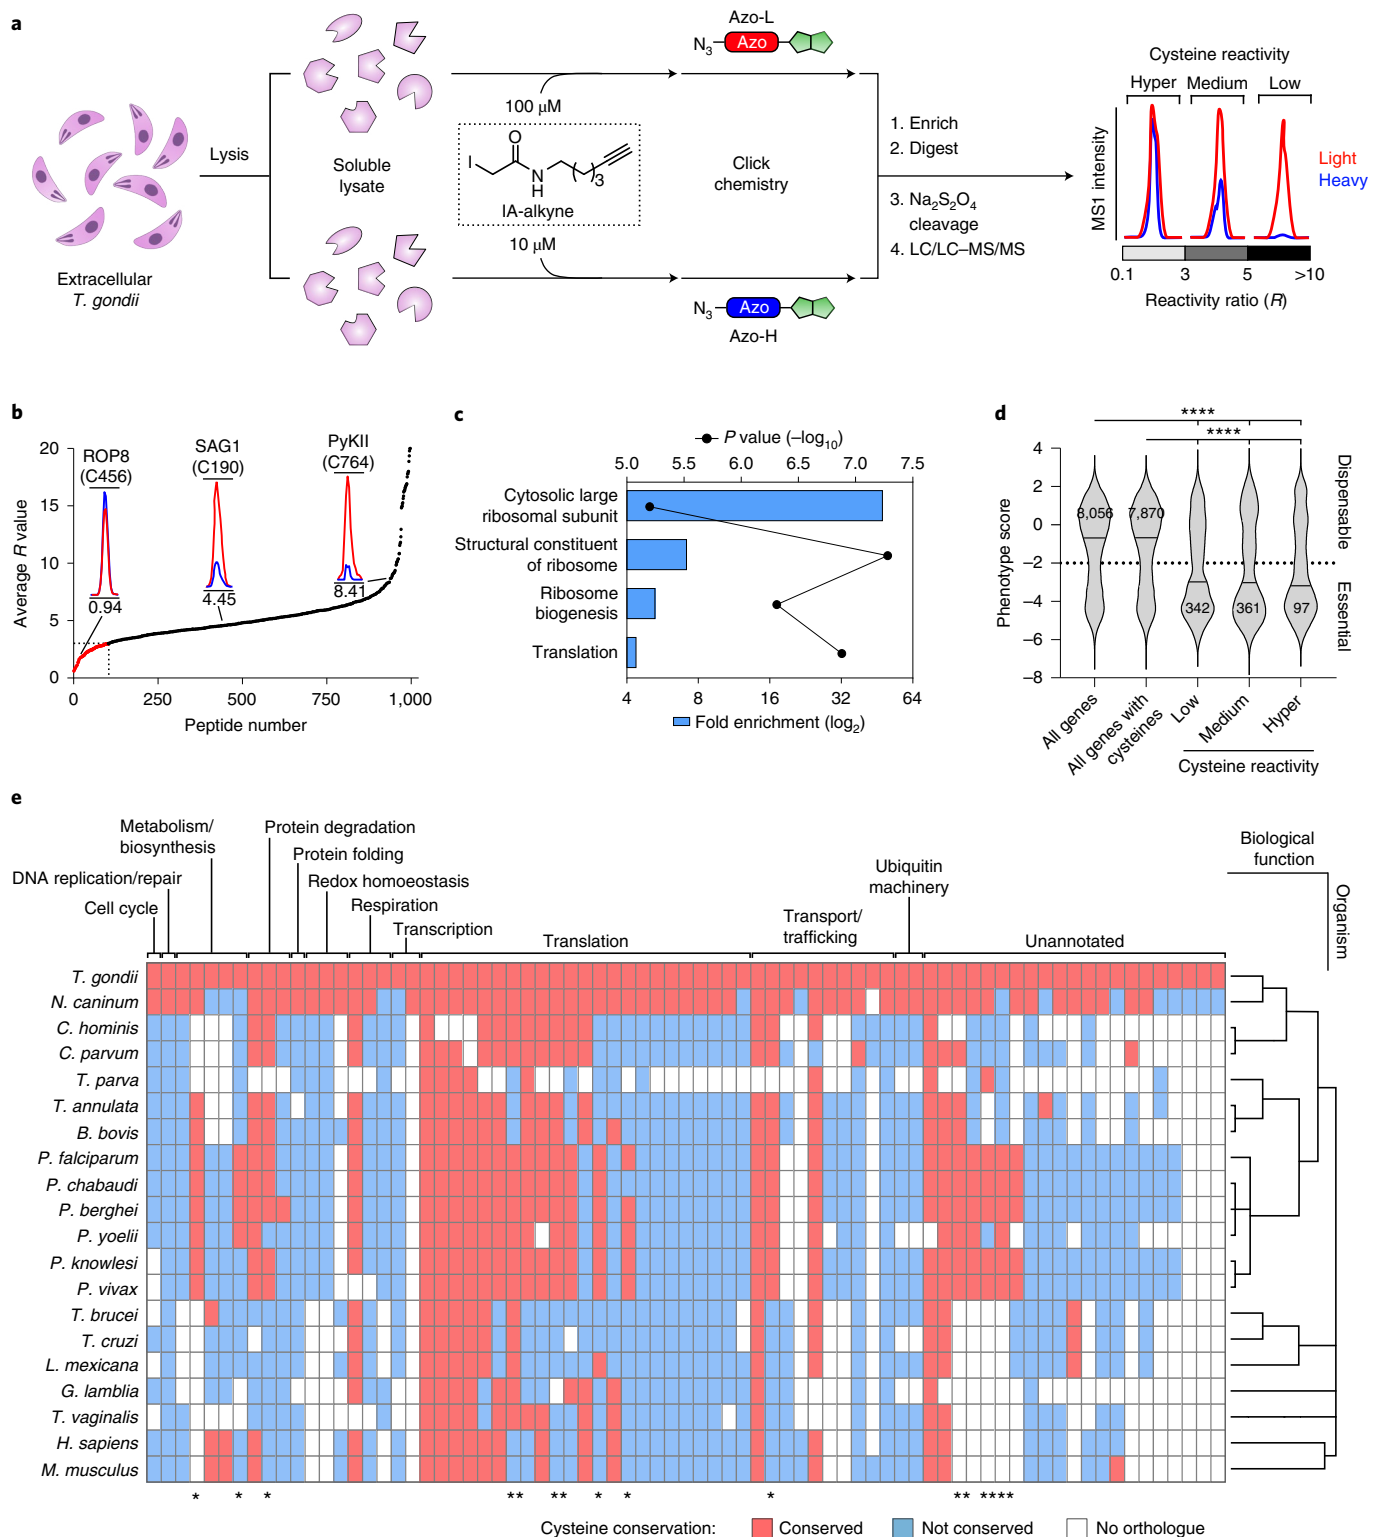 a
Azo-L
N3 Azo
Lysis
Extracellular
T. gondii
Soluble
lysate
100 µM
I O N H 3
IA-alkyne
10 µM
Click
chemistry
N3 Azo
Azo-H
1. Enrich
2. Digest
3. Na2S2O4
cleavage
4. LC/LC–MS/MS
Cysteine reactivity
Hyper Medium Low
MS1 intensity
Light
Heavy
0.1 3 5 >10
Reactivity ratio (R)
b
Average R value
20
15
10
5
0
ROP8
(C456)
0.94
SAG1
(C190)
4.45
PyKII
(C764)
8.41
0 250 500 750 1,000
Peptide number
c
P value (–log10)
5.0 5.5 6.0 6.5 7.0 7.5
Cytosolic large
ribosomal subunit
Structural constituent
of ribosome
Ribosome
biogenesis
Translation
4 8 16 32 64
Fold enrichment (log2)
d
****
****
Phenotype score
4
2
0
–2
–4
–6
–8
8,056 7,870
342 361 97
Dispensable
Essential
All genes
All genes with
cysteines
Low
Medium
Hyper
Cysteine reactivity
e
Cell cycle
DNA replication/repair
Metabolism/
biosynthesis
Protein degradation
Protein folding
Redox homoeostasis
Respiration
Transcription
Translation
Transport/
trafficking
Ubiquitin
machinery
Unannotated
Biological
function
Organism
T. gondii
N. caninum
C. hominis
C. parvum
T. parva
T. annulata
B. bovis
P. falciparum
P. chabaudi
P. berghei
P. yoelii
P. knowlesi
P. vivax
T. brucei
T. cruzi
L. mexicana
G. lamblia
T. vaginalis
H. sapiens
M. musculus
* * * ** ** * * * ** ****
Cysteine conservation: Conserved Not conserved No orthologue